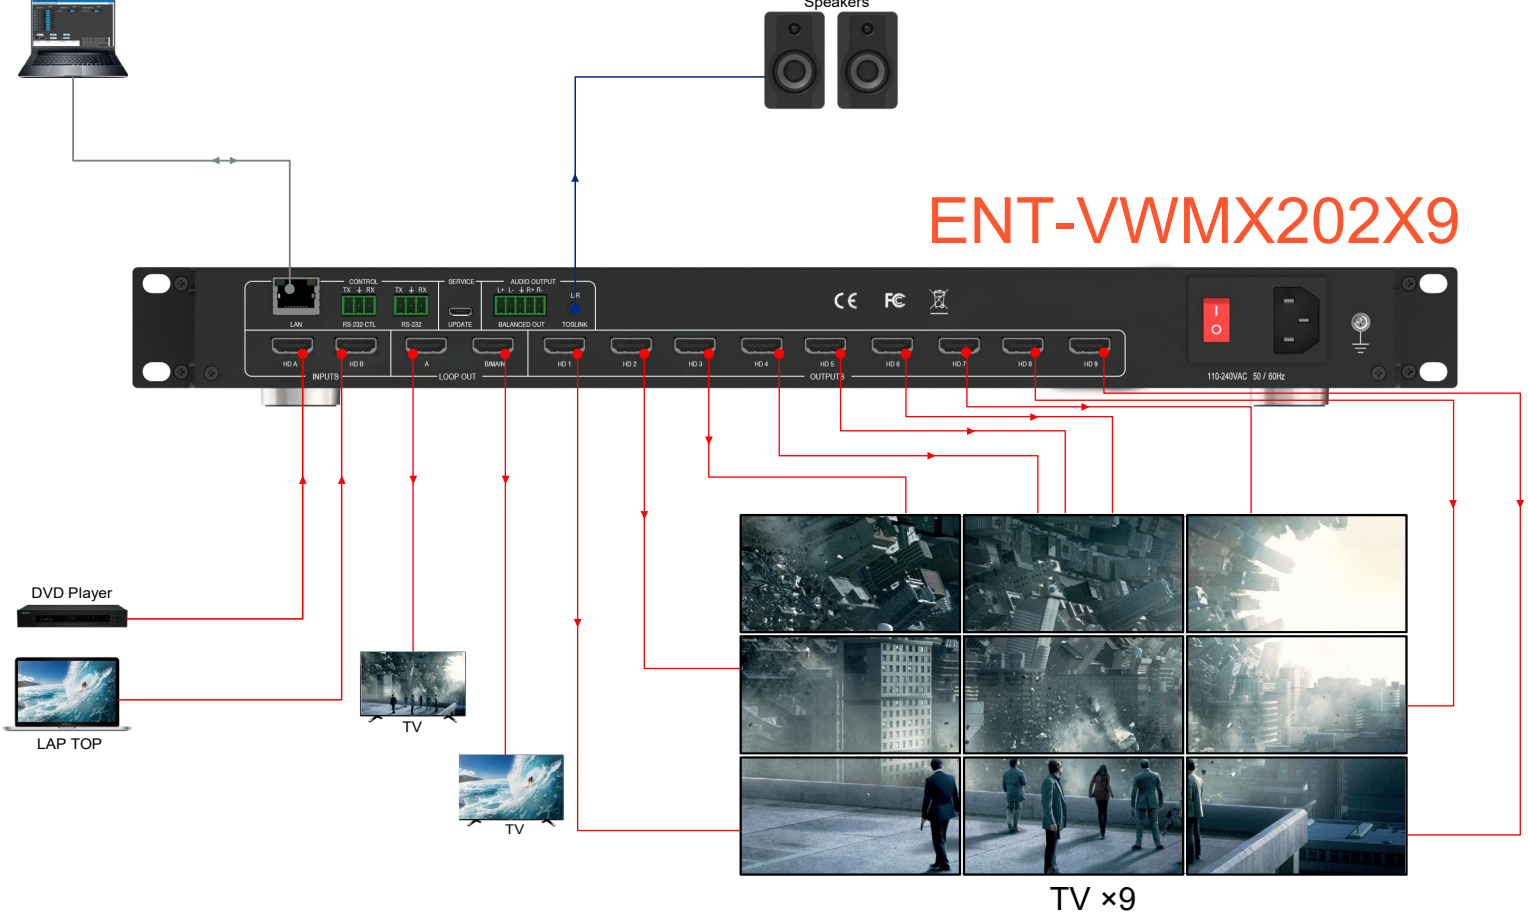 Speakers
ENT-VWMX202X9
CONTROL
SERVICE
AUDIO OUTPUT
TX RX
TX RX
L+ L- R+ R-
L R
LAN
RS-232-CTL
RS-232
UPDATE
BALANCED OUT
TOSLINK
CE FC
HD A
HD B
A
B/MAIN
HD 1
HD 2
HD 3
HD 4
HD 5
HD 6
HD 7
HD 8
HD 9
INPUTS
LOOP OUT
OUTPUTS
110-240VAC 50 / 60Hz
DVD Player
LAP TOP
TV
TV
TV ×9